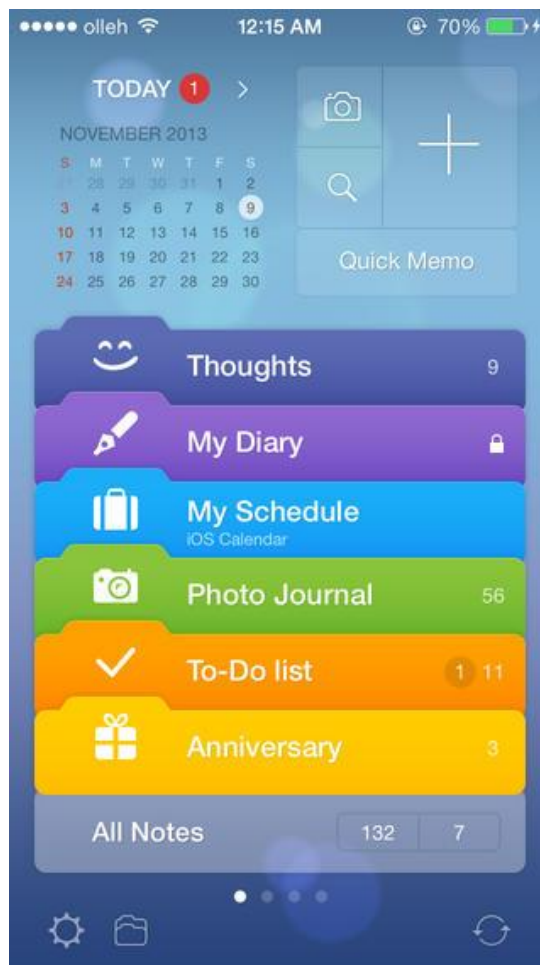 olleh 12:15 AM 70%
TODAY 1
NOVEMBER 2013
S M T W T F S
27 28 29 30 31 1 2
3 4 5 6 7 8 9
10 11 12 13 14 15 16
17 18 19 20 21 22 23
24 25 26 27 28 29 30
Quick Memo
Thoughts 9
My Diary
My Schedule
iOS Calendar
Photo Journal 56
To-Do list 1 11
Anniversary 3
All Notes 132 7